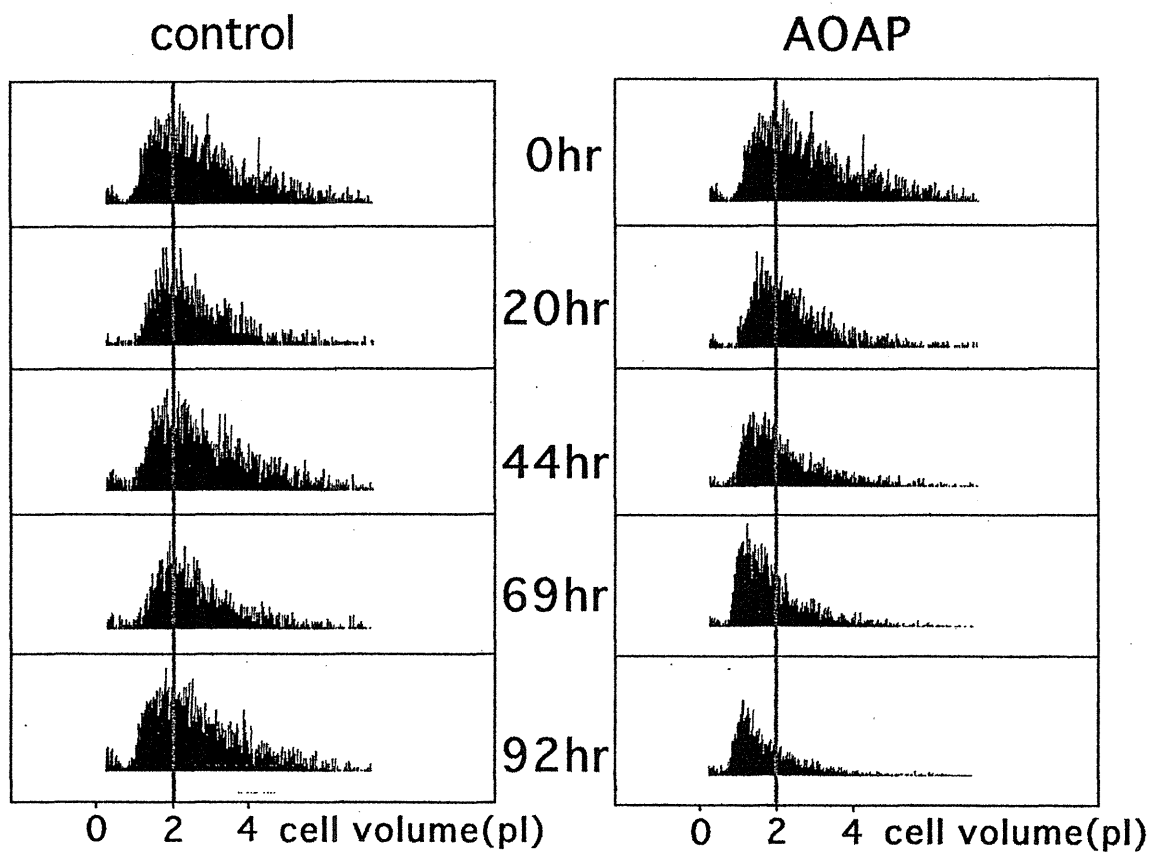 control
AOAP
0hr
20hr
44hr
69hr
92hr
0 2 4 cell volume(pl)
0 2 4 cell volume(pl)